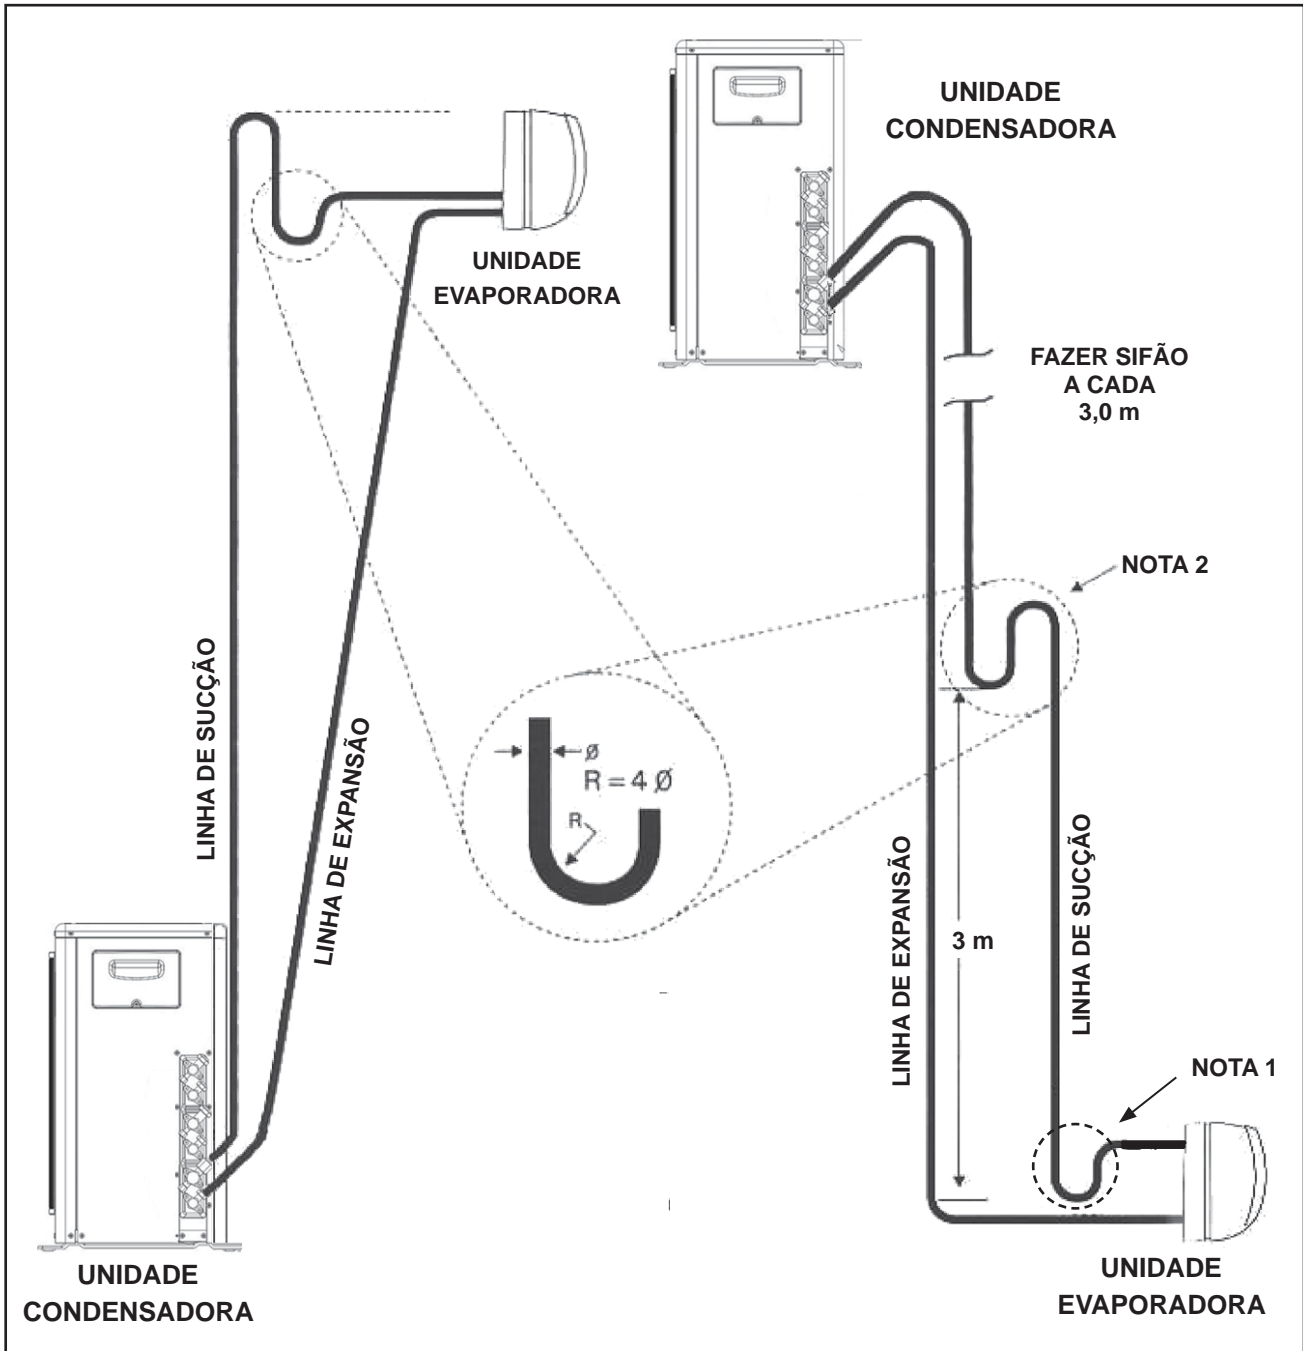 UNIDADE
CONDENSADORA
UNIDADE
EVAPORADORA
FAZER SIFÃO
A CADA
3,0 m
NOTA 2
LINHA DE SUCÇÃO
LINHA DE EXPANSÃO
Ø
R = 4 Ø
R
LINHA DE EXPANSÃO
3 m
LINHA DE SUCÇÃO
NOTA 1
UNIDADE
CONDENSADORA
UNIDADE
EVAPORADORA